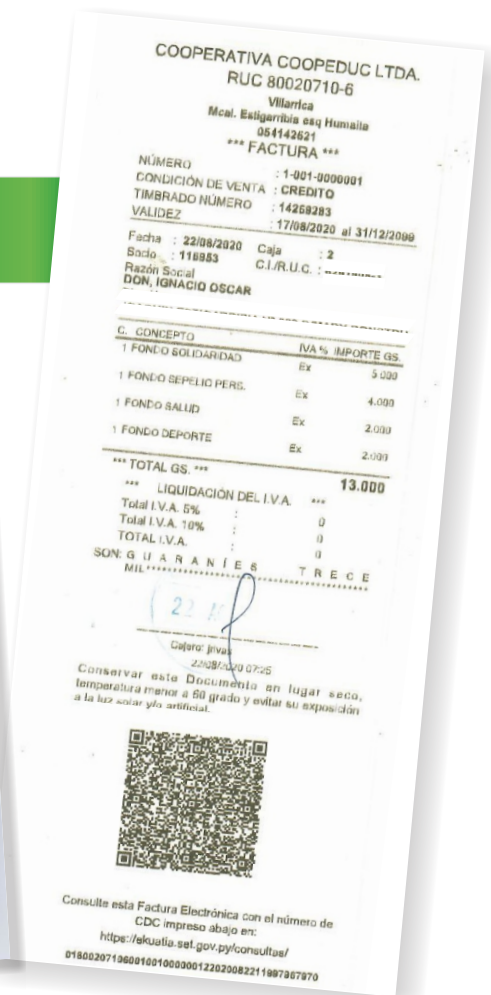 COOPERATIVA COOPEDUC LTDA.
RUC 80020710-6
Villarrica
Mcal. Estigarribia esq Humaita
054142521
*** FACTURA ***
NÚMERO : 1-001-0000001
CONDICIÓN DE VENTA : CREDITO
TIMBRADO NÚMERO : 14259283
VALIDEZ : 17/08/2020 al 31/12/2099
Fecha : 22/08/2020 Caja : 2
Socio : 116953 C.I./R.U.C. :
Razón Social
DON, IGNACIO OSCAR
C. CONCEPTO IVA % IMPORTE GS.
1 FONDO SOLIDARIDAD Ex 5.000
1 FONDO SEPELIO PERS. Ex 4.000
1 FONDO SALUD Ex 2.000
1 FONDO DEPORTE Ex 2.000
*** TOTAL GS. *** 13.000
*** LIQUIDACIÓN DEL I.V.A. ***
Total I.V.A. 5% : 0
Total I.V.A. 10% : 0
TOTAL I.V.A. : 0
SON: G U A R A N Í E S T R E C E
MIL************************************
22
Cajero: jrivas
22/08/2020 07:25
Conservar este Documento en lugar seco,
temperatura menor a 60 grado y evitar su exposición
a la luz solar y/o artificial.
Consulte esta Factura Electrónica con el número de
CDC impreso abajo en:
https://ekuatia.set.gov.py/consultas/